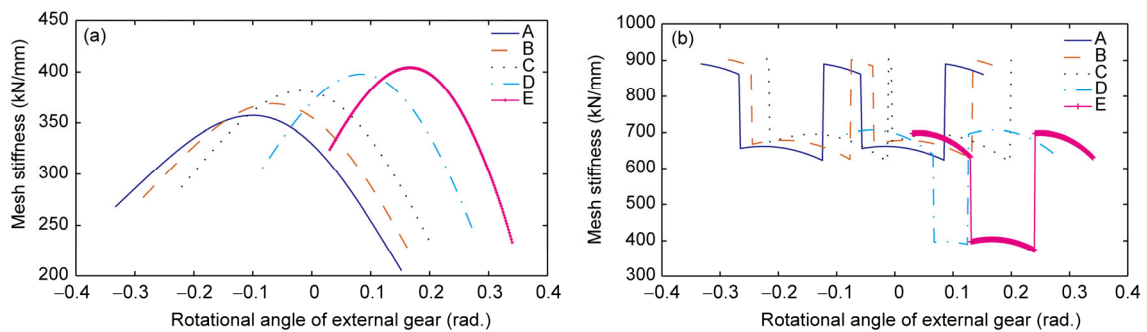 (a)
A
B
C
D
E
Mesh stiffness (kN/mm)
450
400
350
300
250
200
−0.4 −0.3 −0.2 −0.1 0 0.1 0.2 0.3 0.4
Rotational angle of external gear (rad.)
(b)
A
B
C
D
E
Mesh stiffness (kN/mm)
1000
900
800
700
600
500
400
300
−0.4 −0.3 −0.2 −0.1 0 0.1 0.2 0.3 0.4
Rotational angle of external gear (rad.)